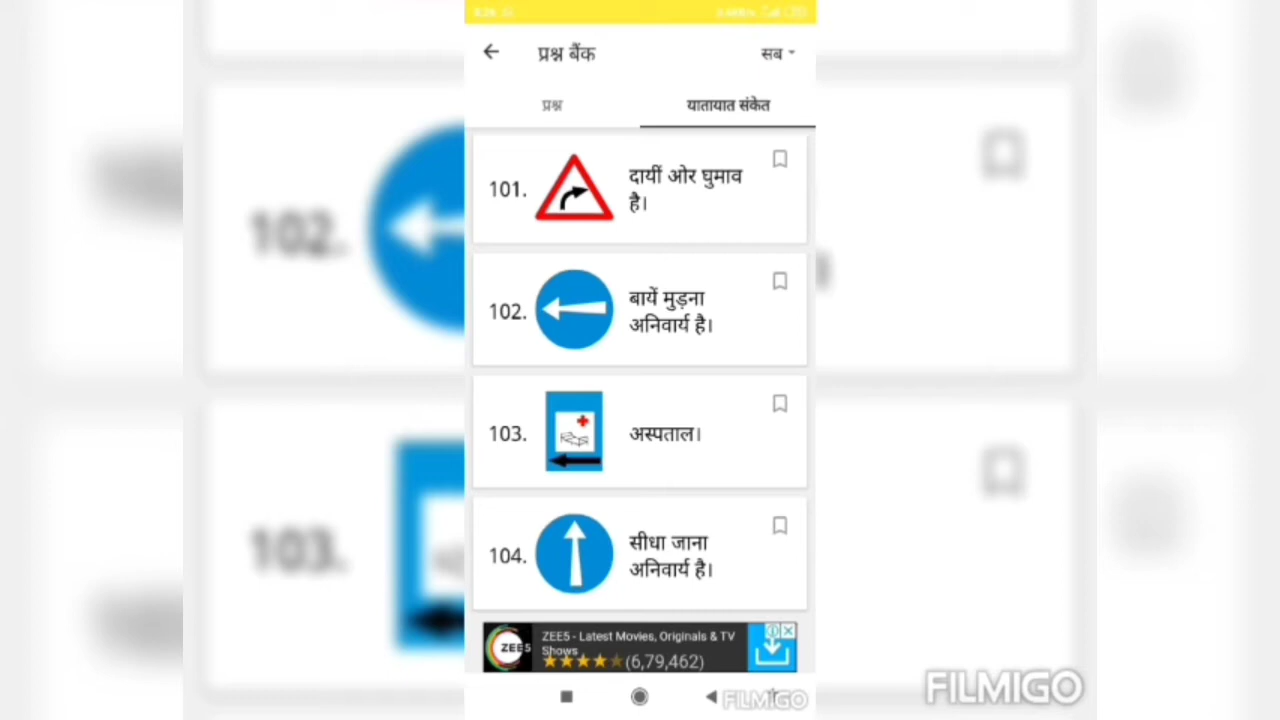 प्रश्न बैंक
सब
प्रश्न
यातायात संकेत
101.
दायीं ओर घुमाव
है।
102.
बायें मुड़ना
अनिवार्य है।
103.
अस्पताल।
104.
सीधा जाना
अनिवार्य है।
ZEE5
ZEE5 - Latest Movies, Originals & TV
Shows
(6,79,462)
FILMIGO
FILMIGO
102.
103.